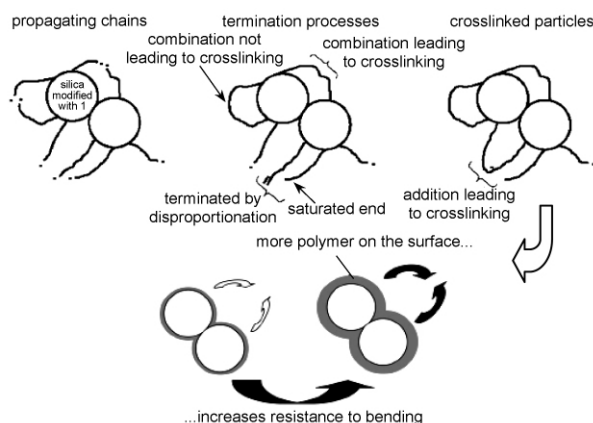 propagating chains
termination processes
crosslinked particles
combination not
leading to crosslinking
combination leading
to crosslinking
silica
modified
with 1
terminated by
disproportionation
saturated end
addition leading
to crosslinking
more polymer on the surface...
...increases resistance to bending